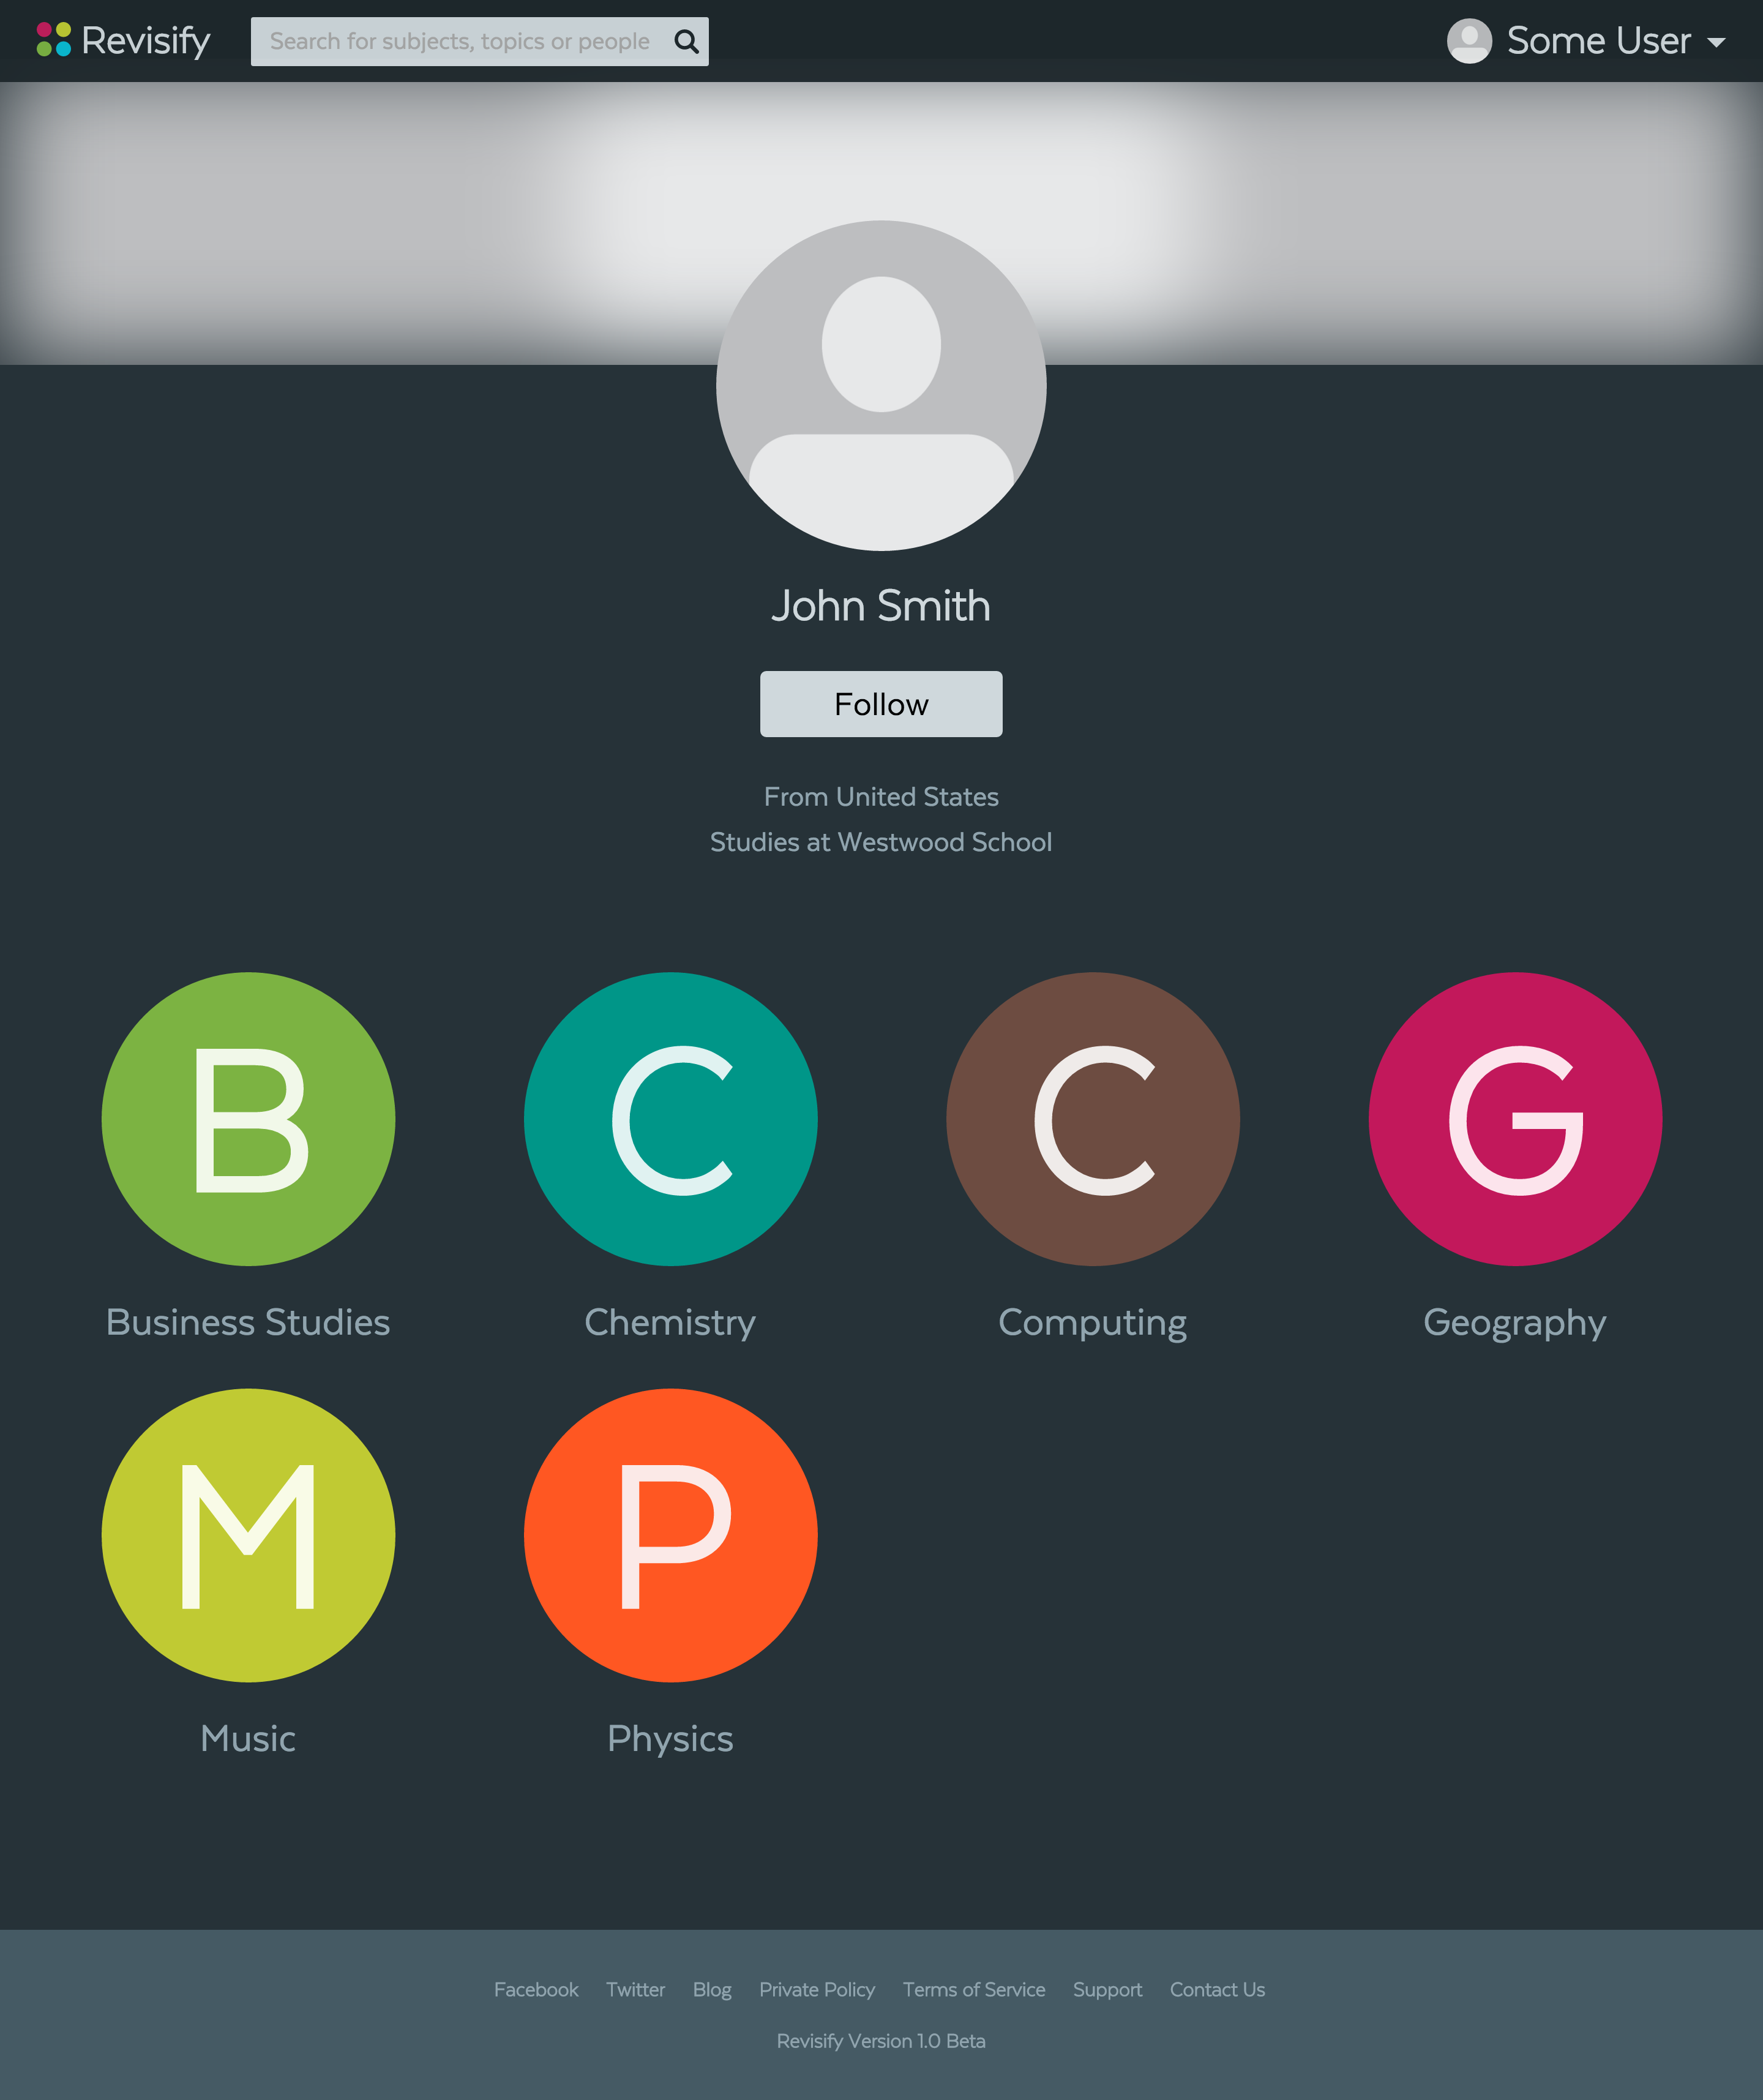 Revisify
Search for subjects, topics or people
Some User
John Smith
Follow
From United States
Studies at Westwood School
B
C
C
G
Business Studies
Chemistry
Computing
Geography
M
P
Music
Physics
Facebook Twitter Blog Private Policy Terms of Service Support Contact Us
Revisify Version 1.0 Beta